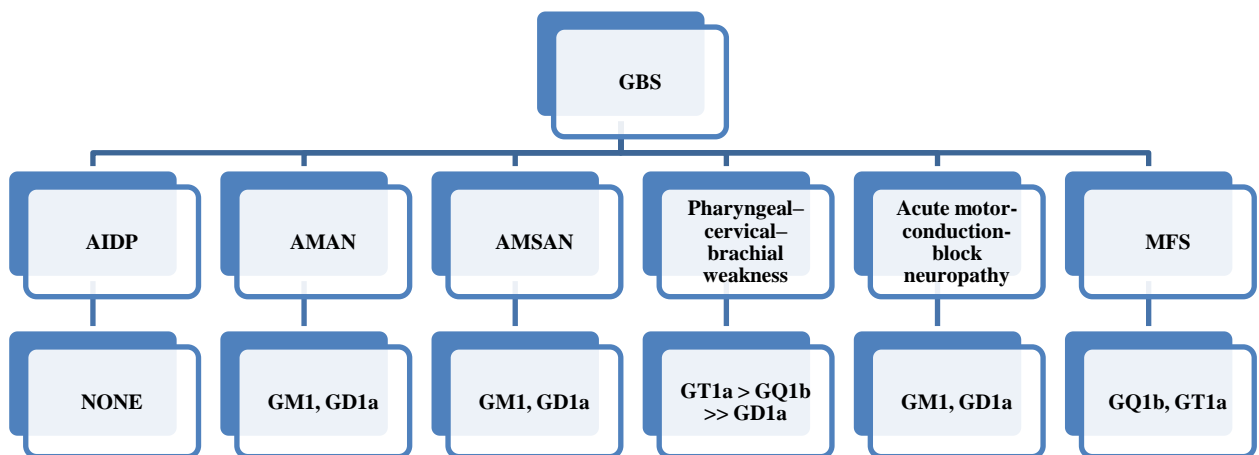 GBS
AIDP
AMAN
AMSAN
Pharyngeal–
cervical–
brachial
weakness
Acute motor-
conduction-
block
neuropathy
MFS
NONE
GM1, GD1a
GM1, GD1a
GT1a > GQ1b
>> GD1a
GM1, GD1a
GQ1b, GT1a